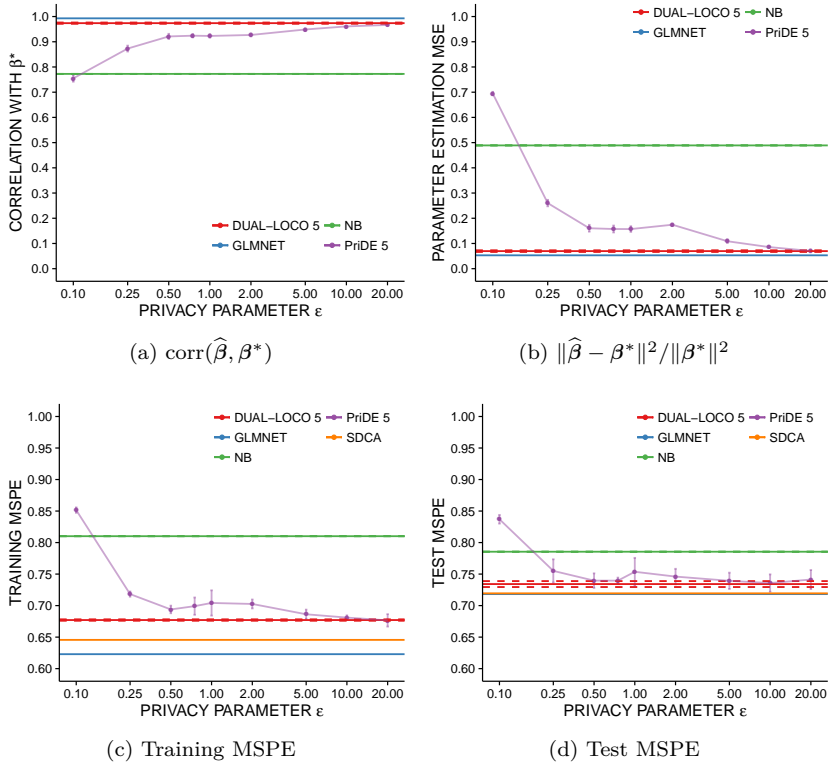 CORRELATION WITH β*
1.0
0.9
0.8
0.7
0.6
0.5
0.4
0.3
0.2
0.1
0.0
DUAL−LOCO 5 NB
GLMNET PriDE 5
0.10 0.25 0.50 1.00 2.00 5.00 10.00 20.00
PRIVACY PARAMETER ε
(a) corr(β̂, β*)
PARAMETER ESTIMATION MSE
1.0
0.9
0.8
0.7
0.6
0.5
0.4
0.3
0.2
0.1
0.0
DUAL−LOCO 5 NB
GLMNET PriDE 5
0.10 0.25 0.50 1.00 2.00 5.00 10.00 20.00
PRIVACY PARAMETER ε
(b) ‖β̂ − β*‖²/‖β*‖²
TRAINING MSPE
1.00
0.95
0.90
0.85
0.80
0.75
0.70
0.65
0.60
DUAL−LOCO 5 PriDE 5
GLMNET SDCA
NB
0.10 0.25 0.50 1.00 2.00 5.00 10.00 20.00
PRIVACY PARAMETER ε
(c) Training MSPE
TEST MSPE
1.00
0.95
0.90
0.85
0.80
0.75
0.70
0.65
0.60
DUAL−LOCO 5 PriDE 5
GLMNET SDCA
NB
0.10 0.25 0.50 1.00 2.00 5.00 10.00 20.00
PRIVACY PARAMETER ε
(d) Test MSPE